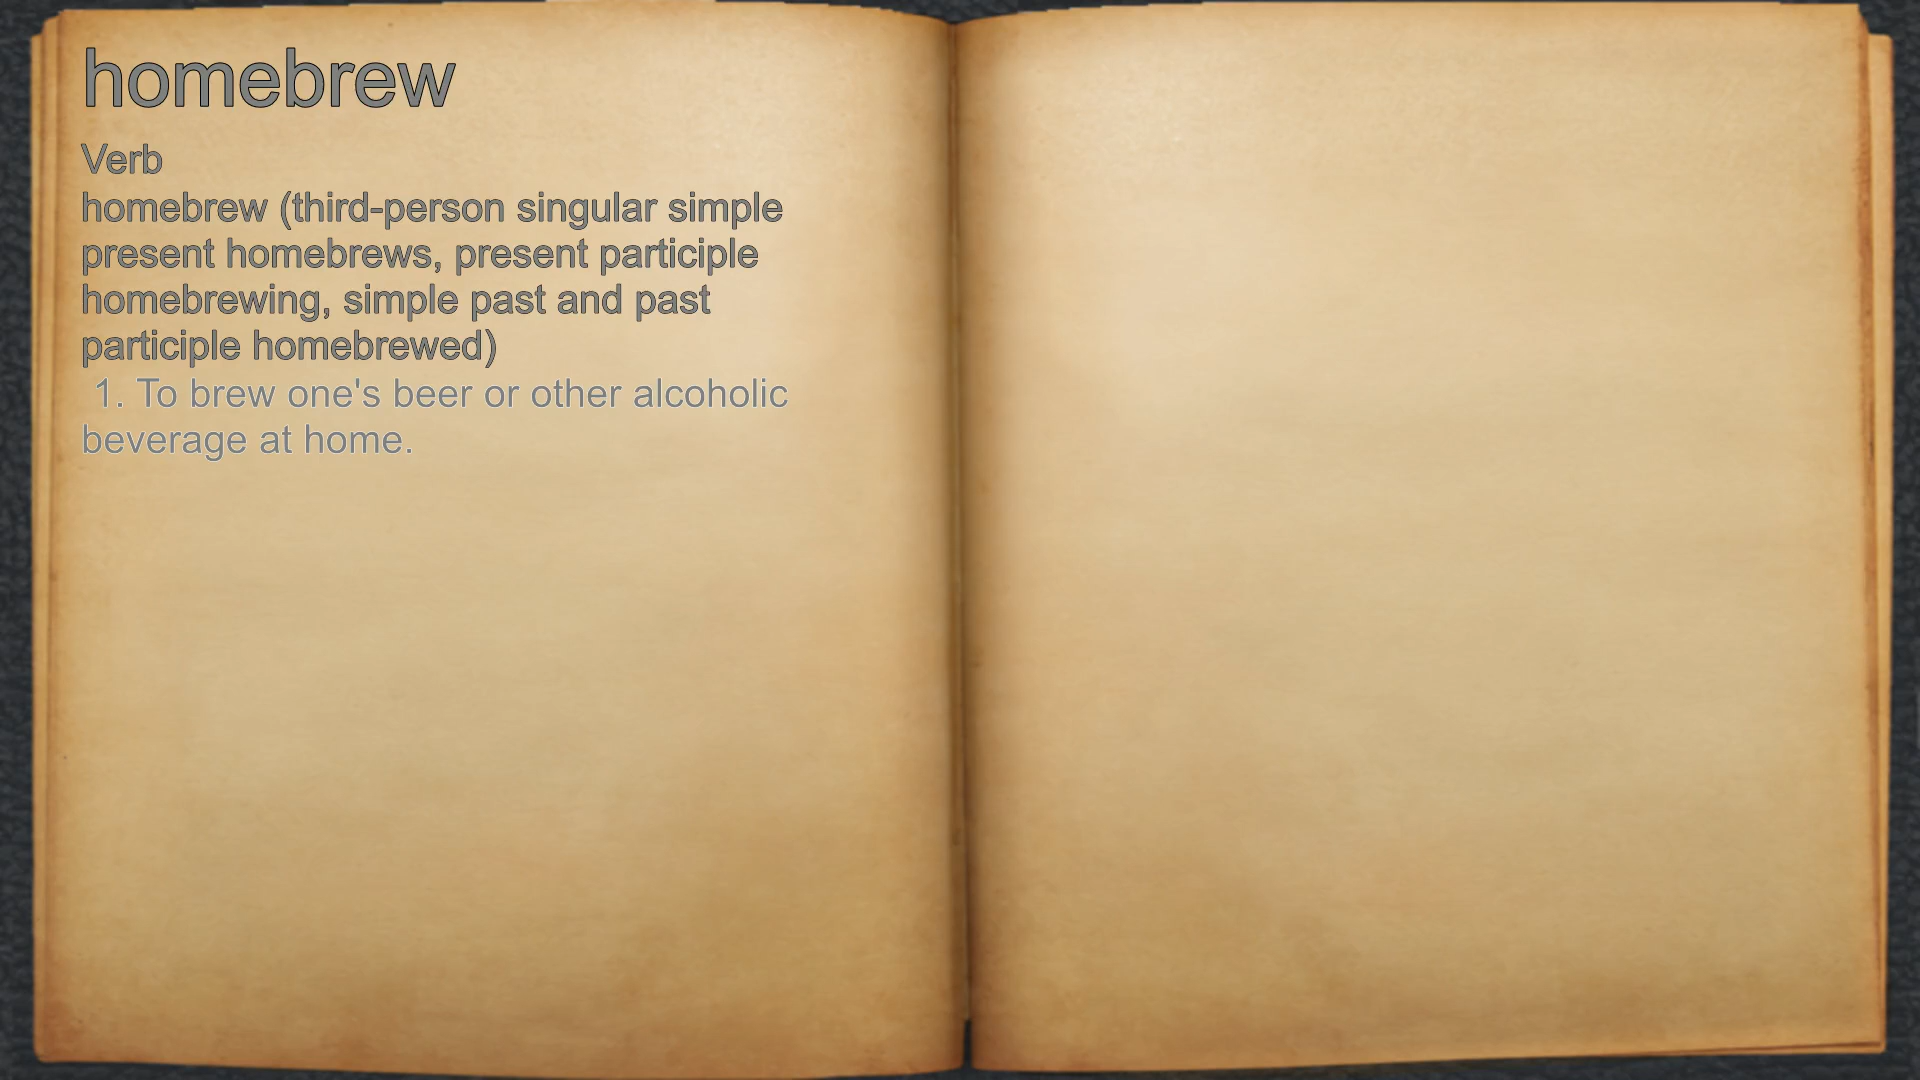 homebrew
Verb
homebrew (third-person singular simple
present homebrews, present participle
homebrewing, simple past and past
participle homebrewed)
1. To brew one's beer or other alcoholic
beverage at home.